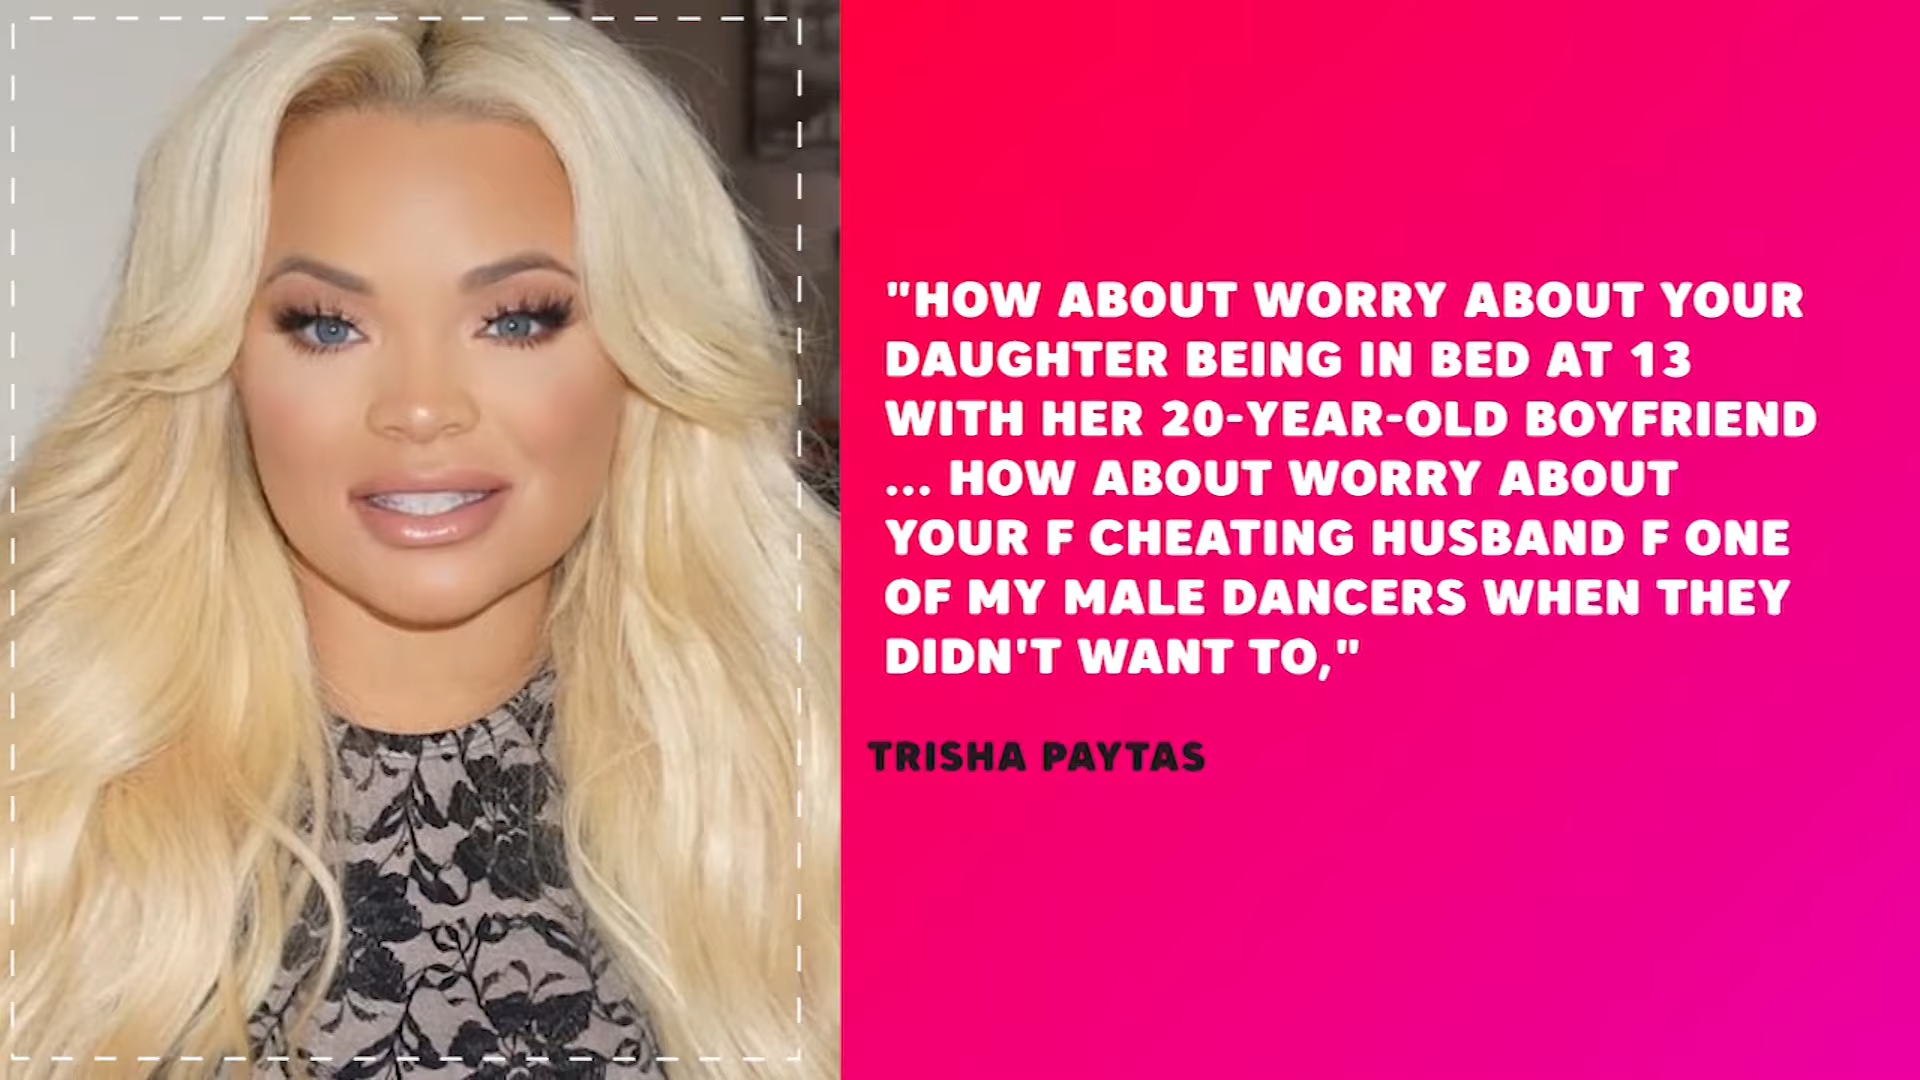 "HOW ABOUT WORRY ABOUT YOUR
DAUGHTER BEING IN BED AT 13
WITH HER 20-YEAR-OLD BOYFRIEND
... HOW ABOUT WORRY ABOUT
YOUR F CHEATING HUSBAND F ONE
OF MY MALE DANCERS WHEN THEY
DIDN'T WANT TO,"
TRISHA PAYTAS